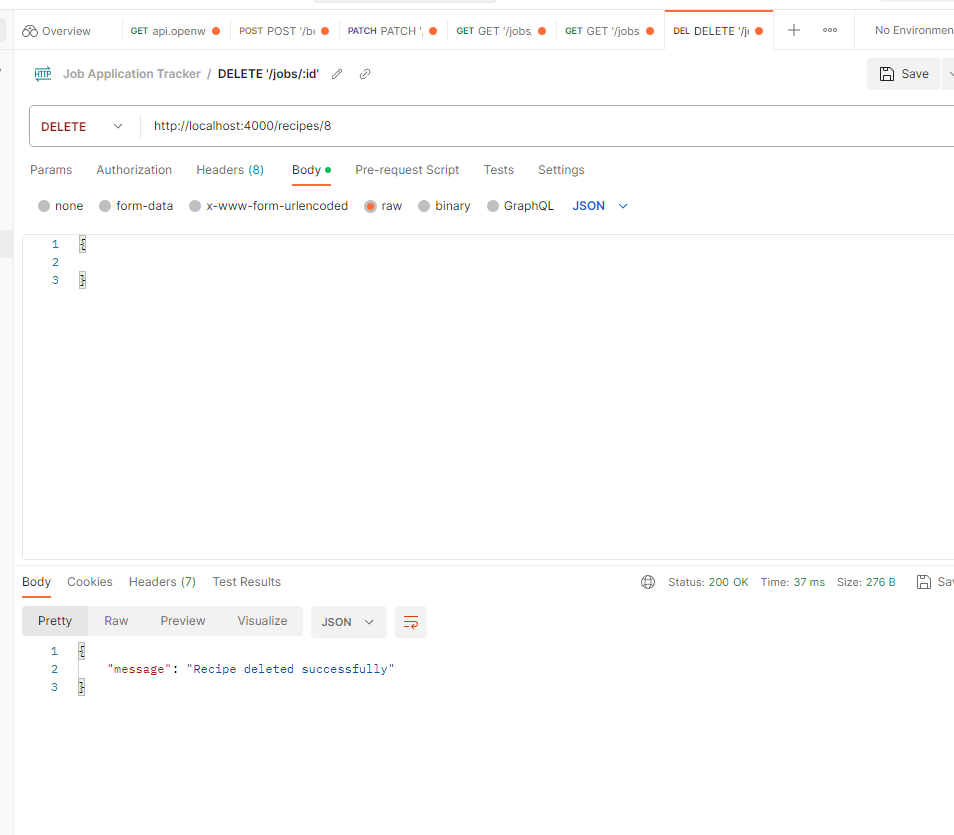 Overview GET api.openw POST POST '/bo PATCH PATCH '/ GET GET '/jobs/ GET GET '/jobs DEL DELETE '/jo No Environmen
HTTP Job Application Tracker / DELETE '/jobs/:id' Save
DELETE http://localhost:4000/recipes/8
Params Authorization Headers (8) Body Pre-request Script Tests Settings
none form-data x-www-form-urlencoded raw binary GraphQL JSON
1 {
2
3 }
Body Cookies Headers (7) Test Results Status: 200 OK Time: 37 ms Size: 276 B Sav
Pretty Raw Preview Visualize JSON
1 {
2 "message": "Recipe deleted successfully"
3 }